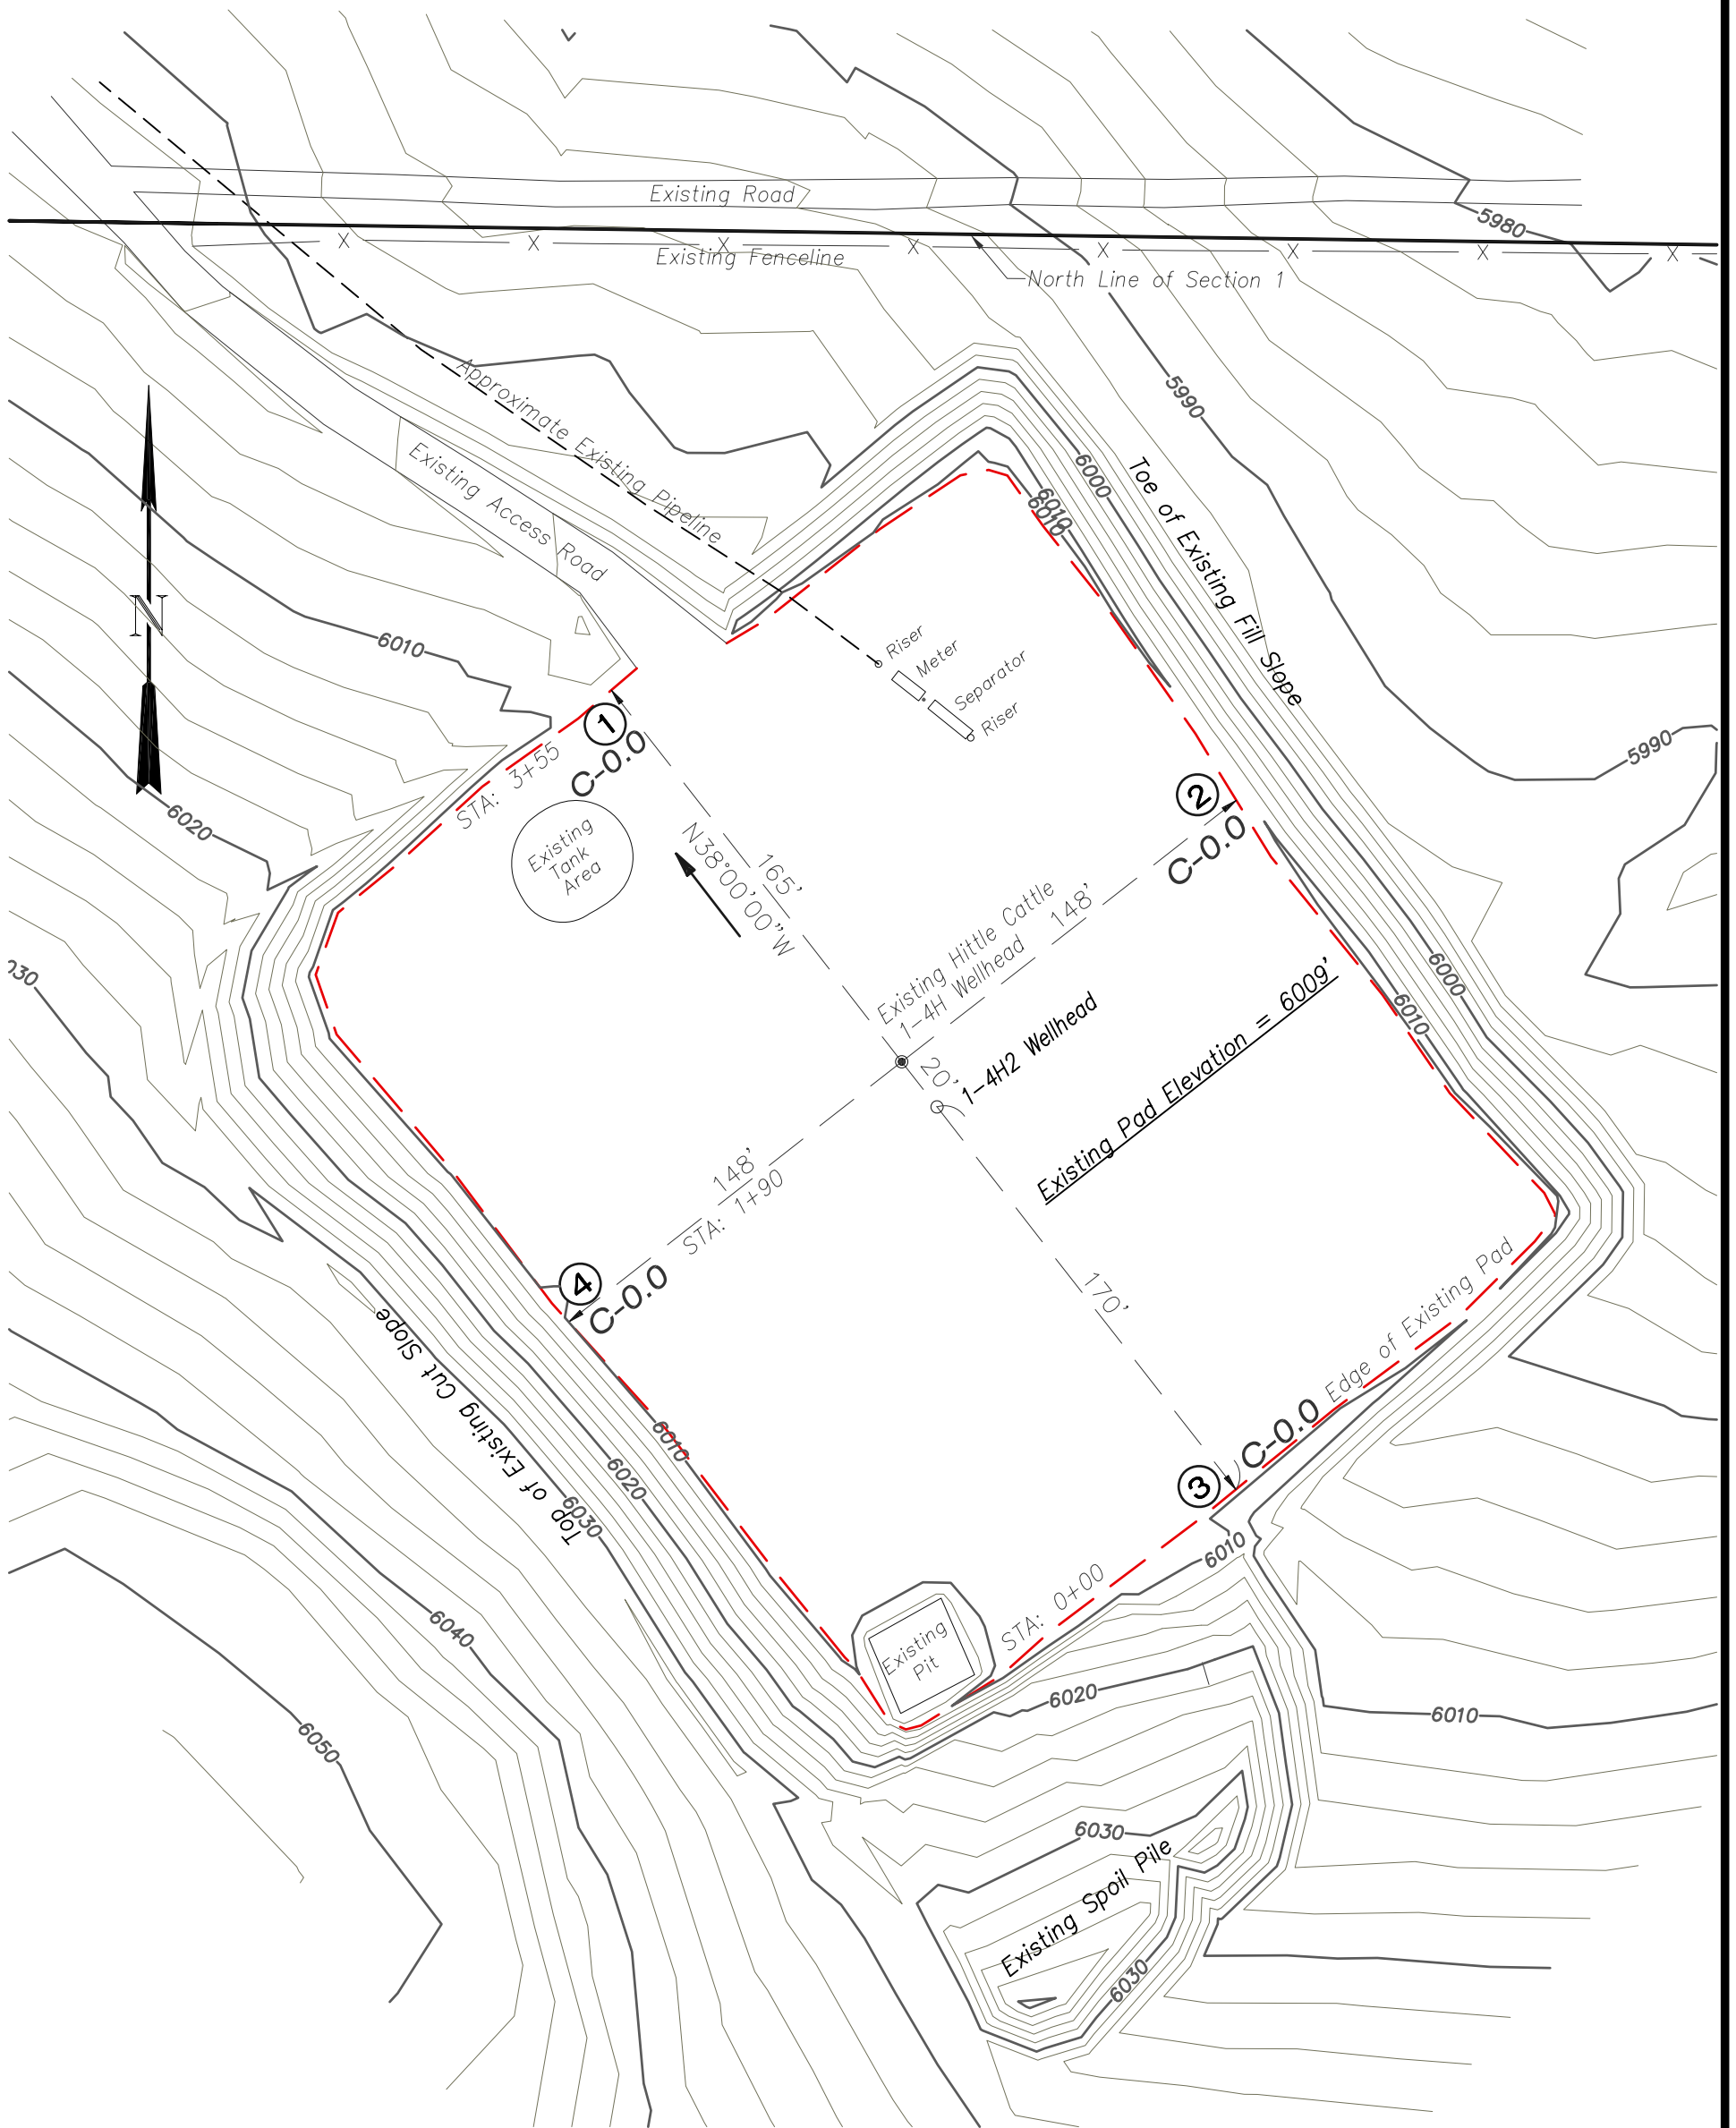 Existing Road
5980
X X X X X X X X
Existing Fenceline
North Line of Section 1
Approximate Existing Pipeline
5990
Existing Access Road
6000
6010
6010
Toe of Existing Fill Slope
N
6010
Riser
Meter
Separator
Riser
1
C-0.0
STA: 3+55
5990
6020
2
C-0.0
Existing
Tank
Area
165'
N38°00'00"W
Existing Hittle Cattle
1-4H Wellhead
148'
030
6000
6010
20'
1-4H2 Wellhead
Existing Pad Elevation = 6009'
148'
STA: 1+90
4
C-0.0
170'
Edge of Existing Pad
Top of Existing Cut Slope
6010
6020
6030
3
C-0.0
6010
STA: 0+00
Existing
Pit
6040
6050
6020
6010
6030
Existing Spoil Pile
6030